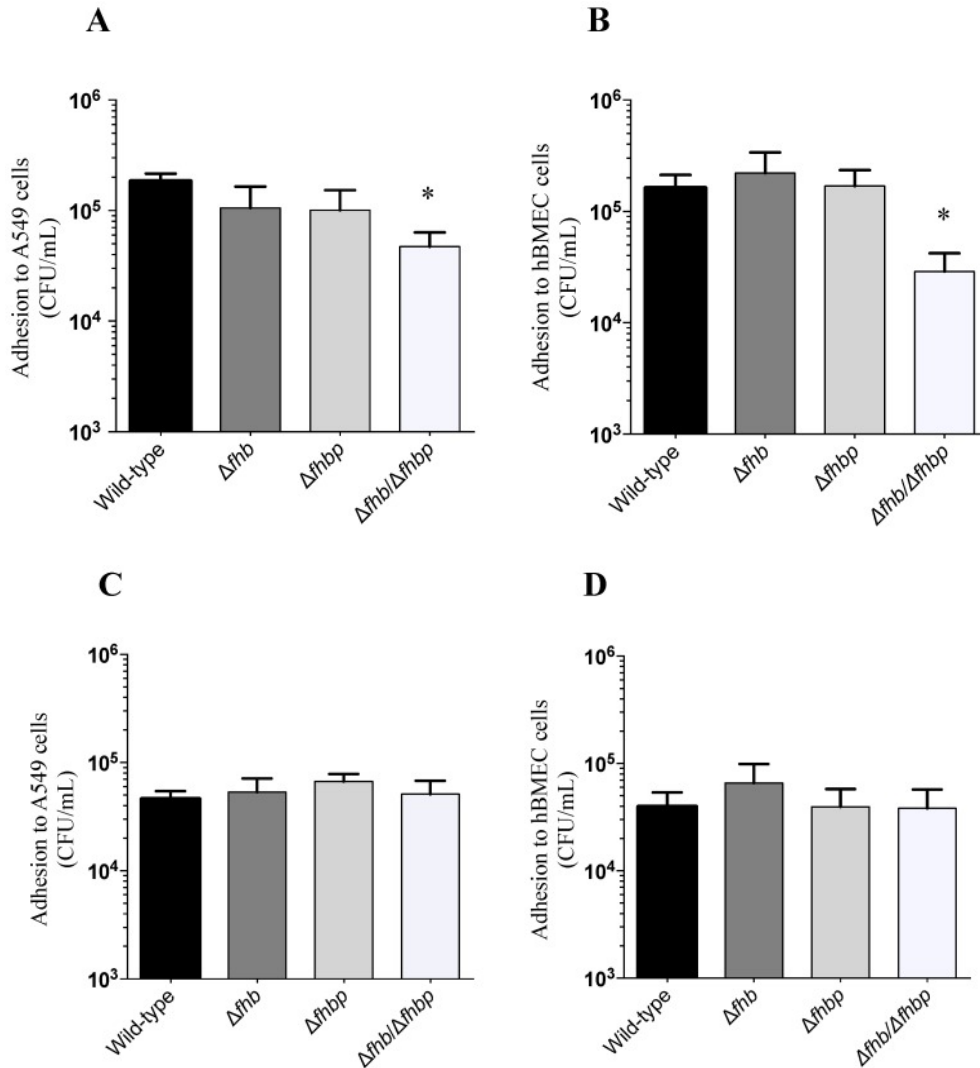 A
Adhesion to A549 cells
(CFU/mL)
10⁶
10⁵
10⁴
10³
*
Wild-type
Δfhb
Δfhbp
Δfhb/Δfhbp
B
Adhesion to hBMEC cells
(CFU/mL)
10⁶
10⁵
10⁴
10³
*
Wild-type
Δfhb
Δfhbp
Δfhb/Δfhbp
C
Adhesion to A549 cells
(CFU/mL)
10⁶
10⁵
10⁴
10³
Wild-type
Δfhb
Δfhbp
Δfhb/Δfhbp
D
Adhesion to hBMEC cells
(CFU/mL)
10⁶
10⁵
10⁴
10³
Wild-type
Δfhb
Δfhbp
Δfhb/Δfhbp